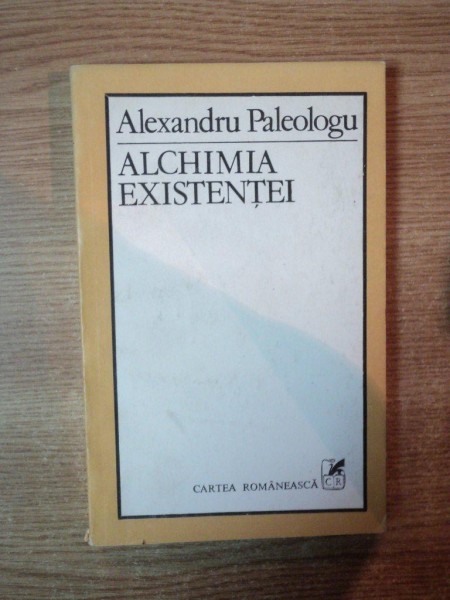 Alexandru Paleologu
ALCHIMIA
EXISTENȚEI
CARTEA ROMÂNEASCĂ
CR